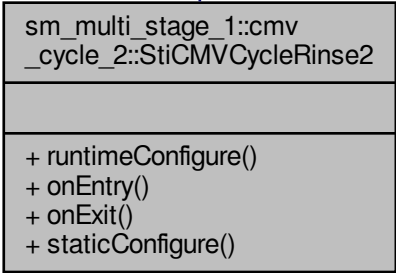 sm_multi_stage_1::cmv
_cycle_2::StiCMVCycleRinse2
+ runtimeConfigure()
+ onEntry()
+ onExit()
+ staticConfigure()